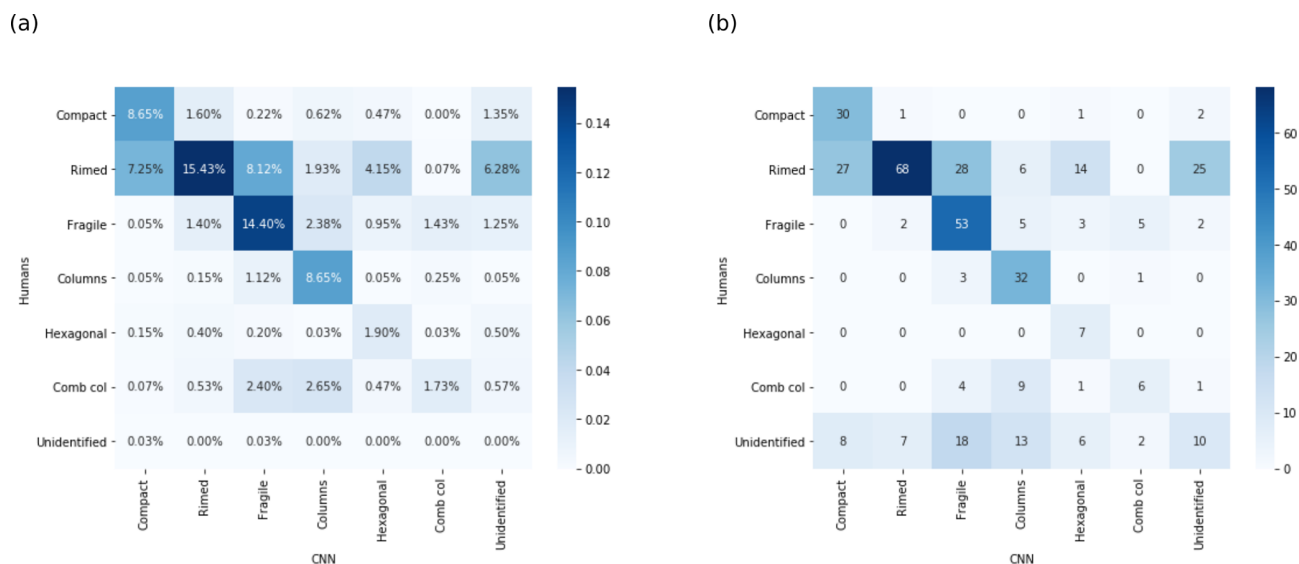 (a)
(b)
Compact 8.65% 1.60% 0.22% 0.62% 0.47% 0.00% 1.35%
Rimed 7.25% 15.43% 8.12% 1.93% 4.15% 0.07% 6.28%
Fragile 0.05% 1.40% 14.40% 2.38% 0.95% 1.43% 1.25%
Columns 0.05% 0.15% 1.12% 8.65% 0.05% 0.25% 0.05%
Hexagonal 0.15% 0.40% 0.20% 0.03% 1.90% 0.03% 0.50%
Comb col 0.07% 0.53% 2.40% 2.65% 0.47% 1.73% 0.57%
Unidentified 0.03% 0.00% 0.03% 0.00% 0.00% 0.00% 0.00%
Humans
Compact Rimed Fragile Columns Hexagonal Comb col Unidentified
CNN
0.14
0.12
0.10
0.08
0.06
0.04
0.02
0.00
Compact 30 1 0 0 1 0 2
Rimed 27 68 28 6 14 0 25
Fragile 0 2 53 5 3 5 2
Columns 0 0 3 32 0 1 0
Hexagonal 0 0 0 0 7 0 0
Comb col 0 0 4 9 1 6 1
Unidentified 8 7 18 13 6 2 10
Humans
Compact Rimed Fragile Columns Hexagonal Comb col Unidentified
CNN
60
50
40
30
20
10
0